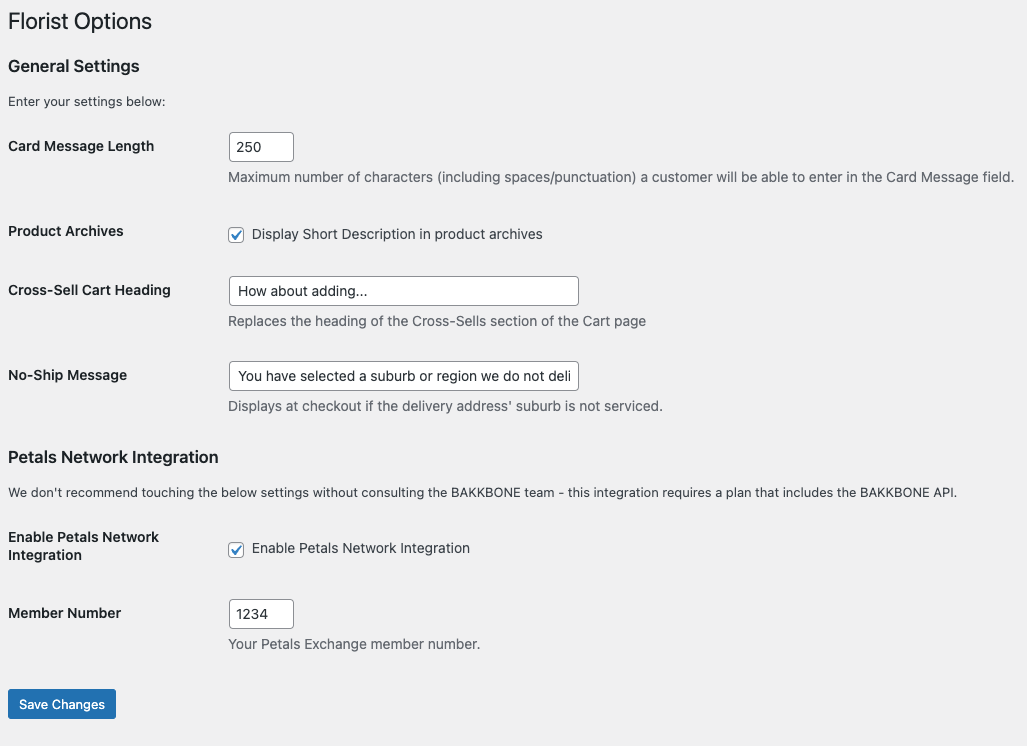 Florist Options
General Settings
Enter your settings below:
Card Message Length
250
Maximum number of characters (including spaces/punctuation) a customer will be able to enter in the Card Message field.
Product Archives
Display Short Description in product archives
Cross-Sell Cart Heading
How about adding...
Replaces the heading of the Cross-Sells section of the Cart page
No-Ship Message
You have selected a suburb or region we do not deli
Displays at checkout if the delivery address' suburb is not serviced.
Petals Network Integration
We don't recommend touching the below settings without consulting the BAKKBONE team - this integration requires a plan that includes the BAKKBONE API.
Enable Petals Network
Integration
Enable Petals Network Integration
Member Number
1234
Your Petals Exchange member number.
Save Changes